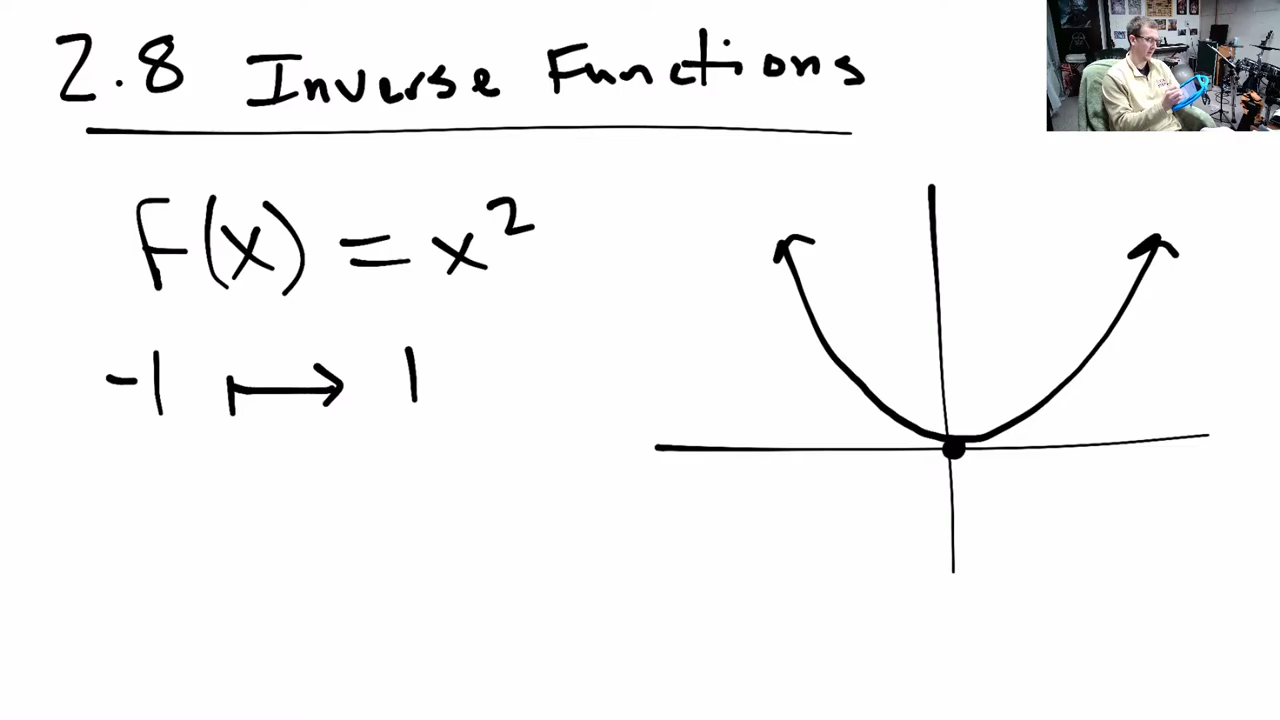 2.8 Inverse Functions
F(x) = x²
-1 ↦ 1